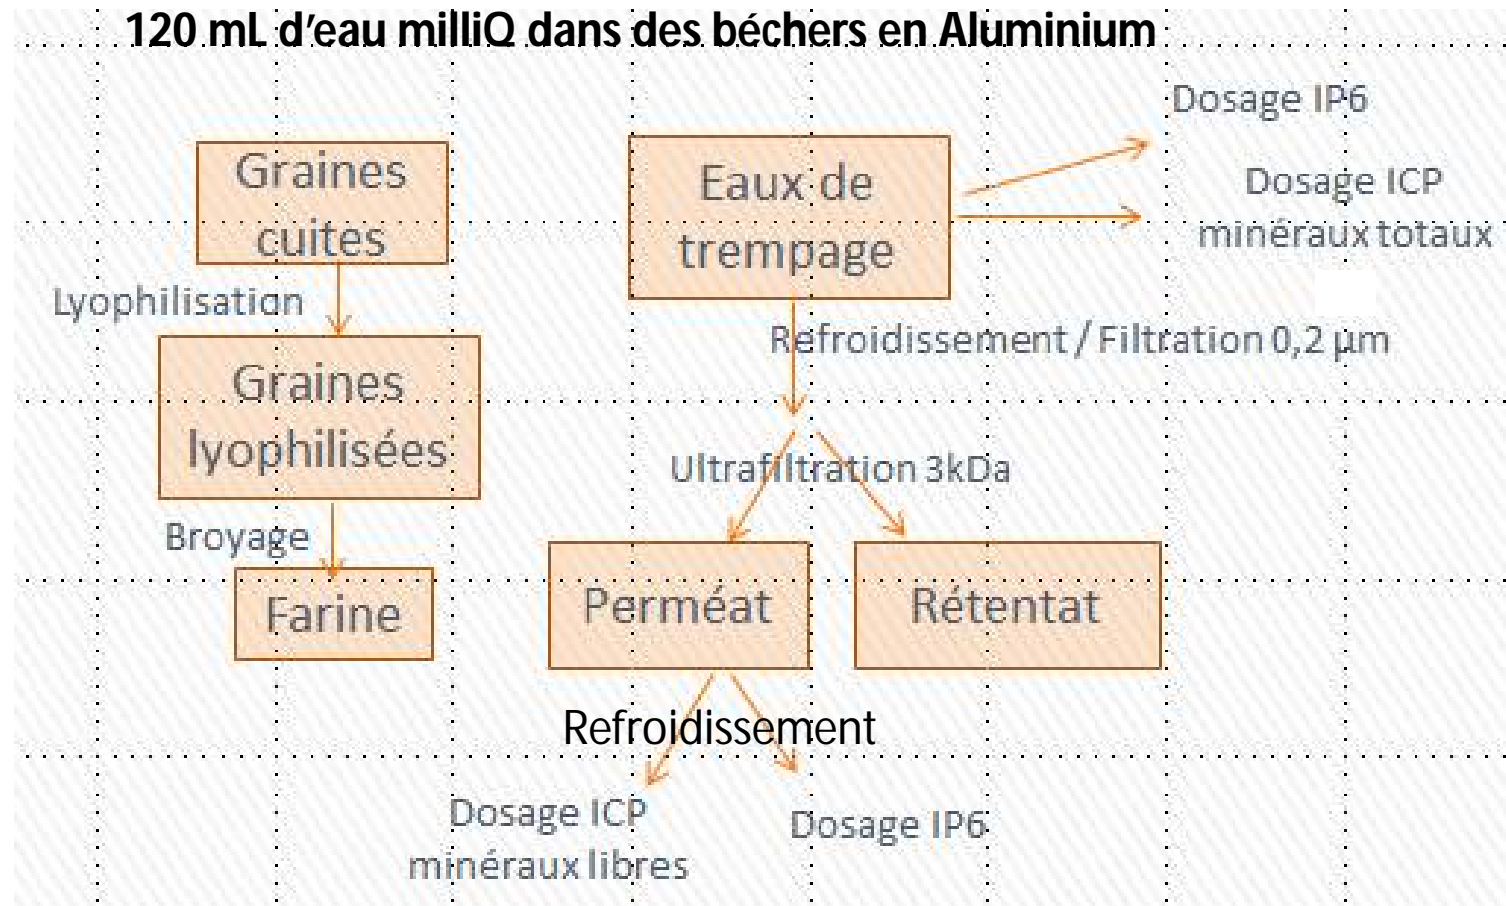 120 mL d’eau milliQ dans des béchers en Aluminium
Dosage IP6
Graines
cuites
Eaux de
trempage
Dosage ICP
minéraux totaux
Lyophilisation
Refroidissement / Filtration 0,2 µm
Graines
lyophilisées
Ultrafiltration 3kDa
Broyage
Farine
Perméat
Rétentat
Refroidissement
Dosage ICP
minéraux libres
Dosage IP6